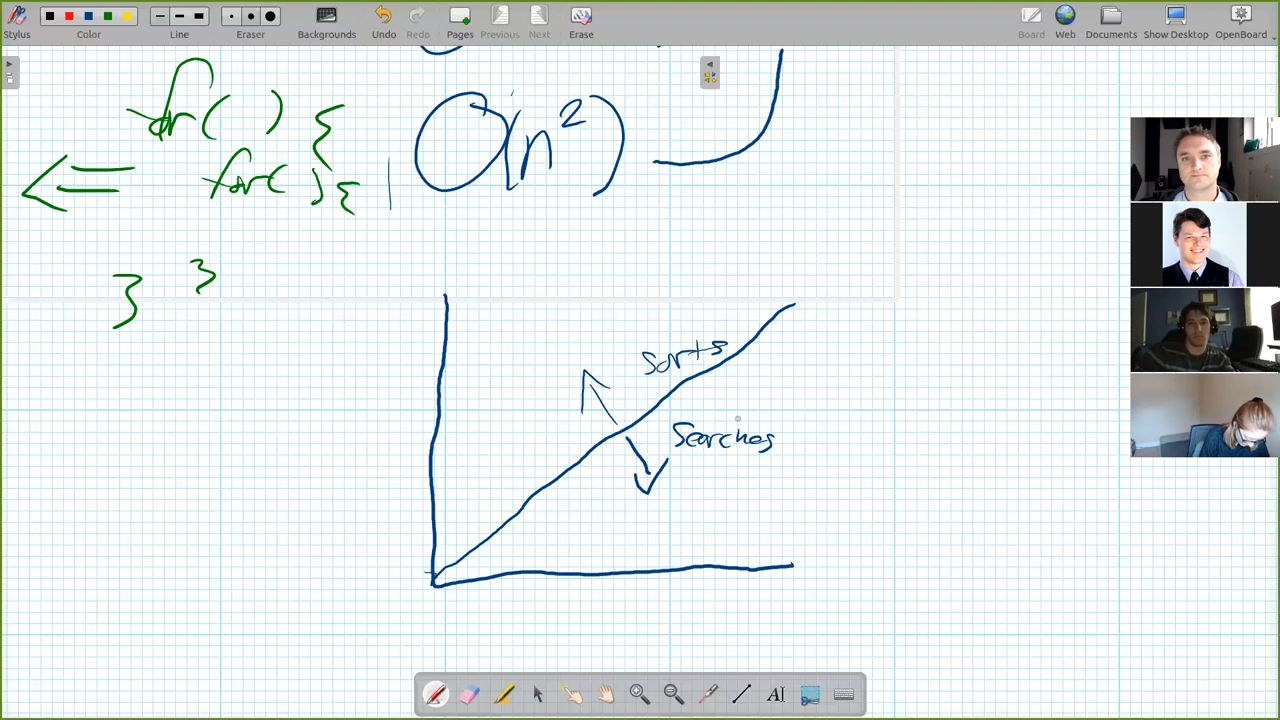 Stylus
Color
Line
Eraser
Backgrounds
Undo
Redo
Pages
Previous
Next
Erase
Board
Web
Documents
Show Desktop
OpenBoard
for( ) {
for( ) {
}
}
O(n²)
Sorts
Searches
A